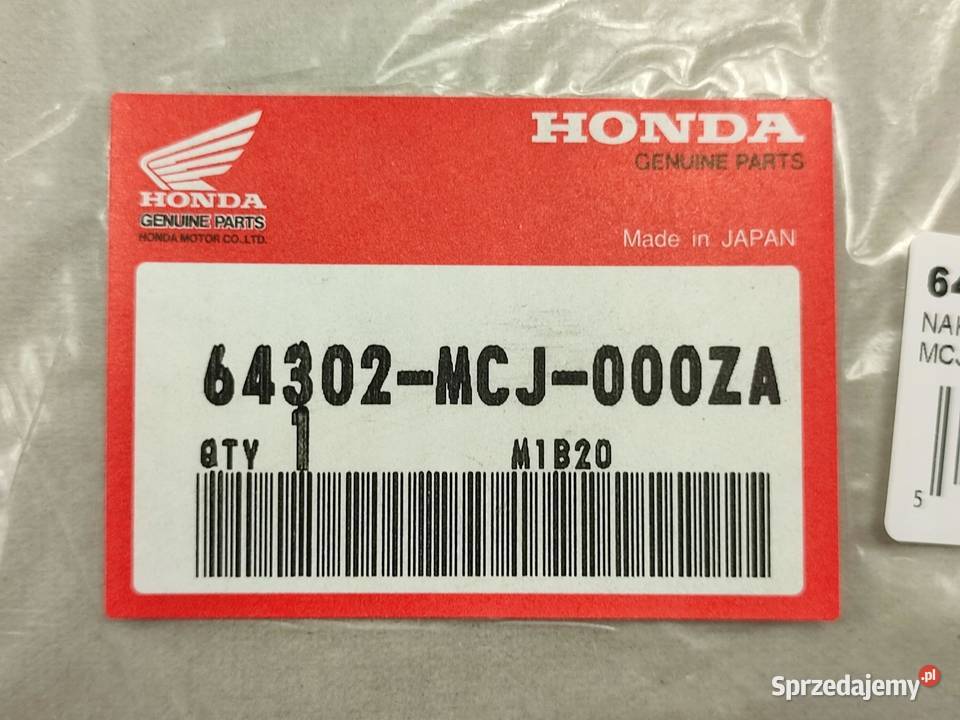 HONDA
GENUINE PARTS
HONDA MOTOR CO.,LTD.
HONDA
GENUINE PARTS
Made in JAPAN
64302-MCJ-000ZA
QTY 1 M1B20
64
NAK
MCJ
5
Sprzedajemy.pl